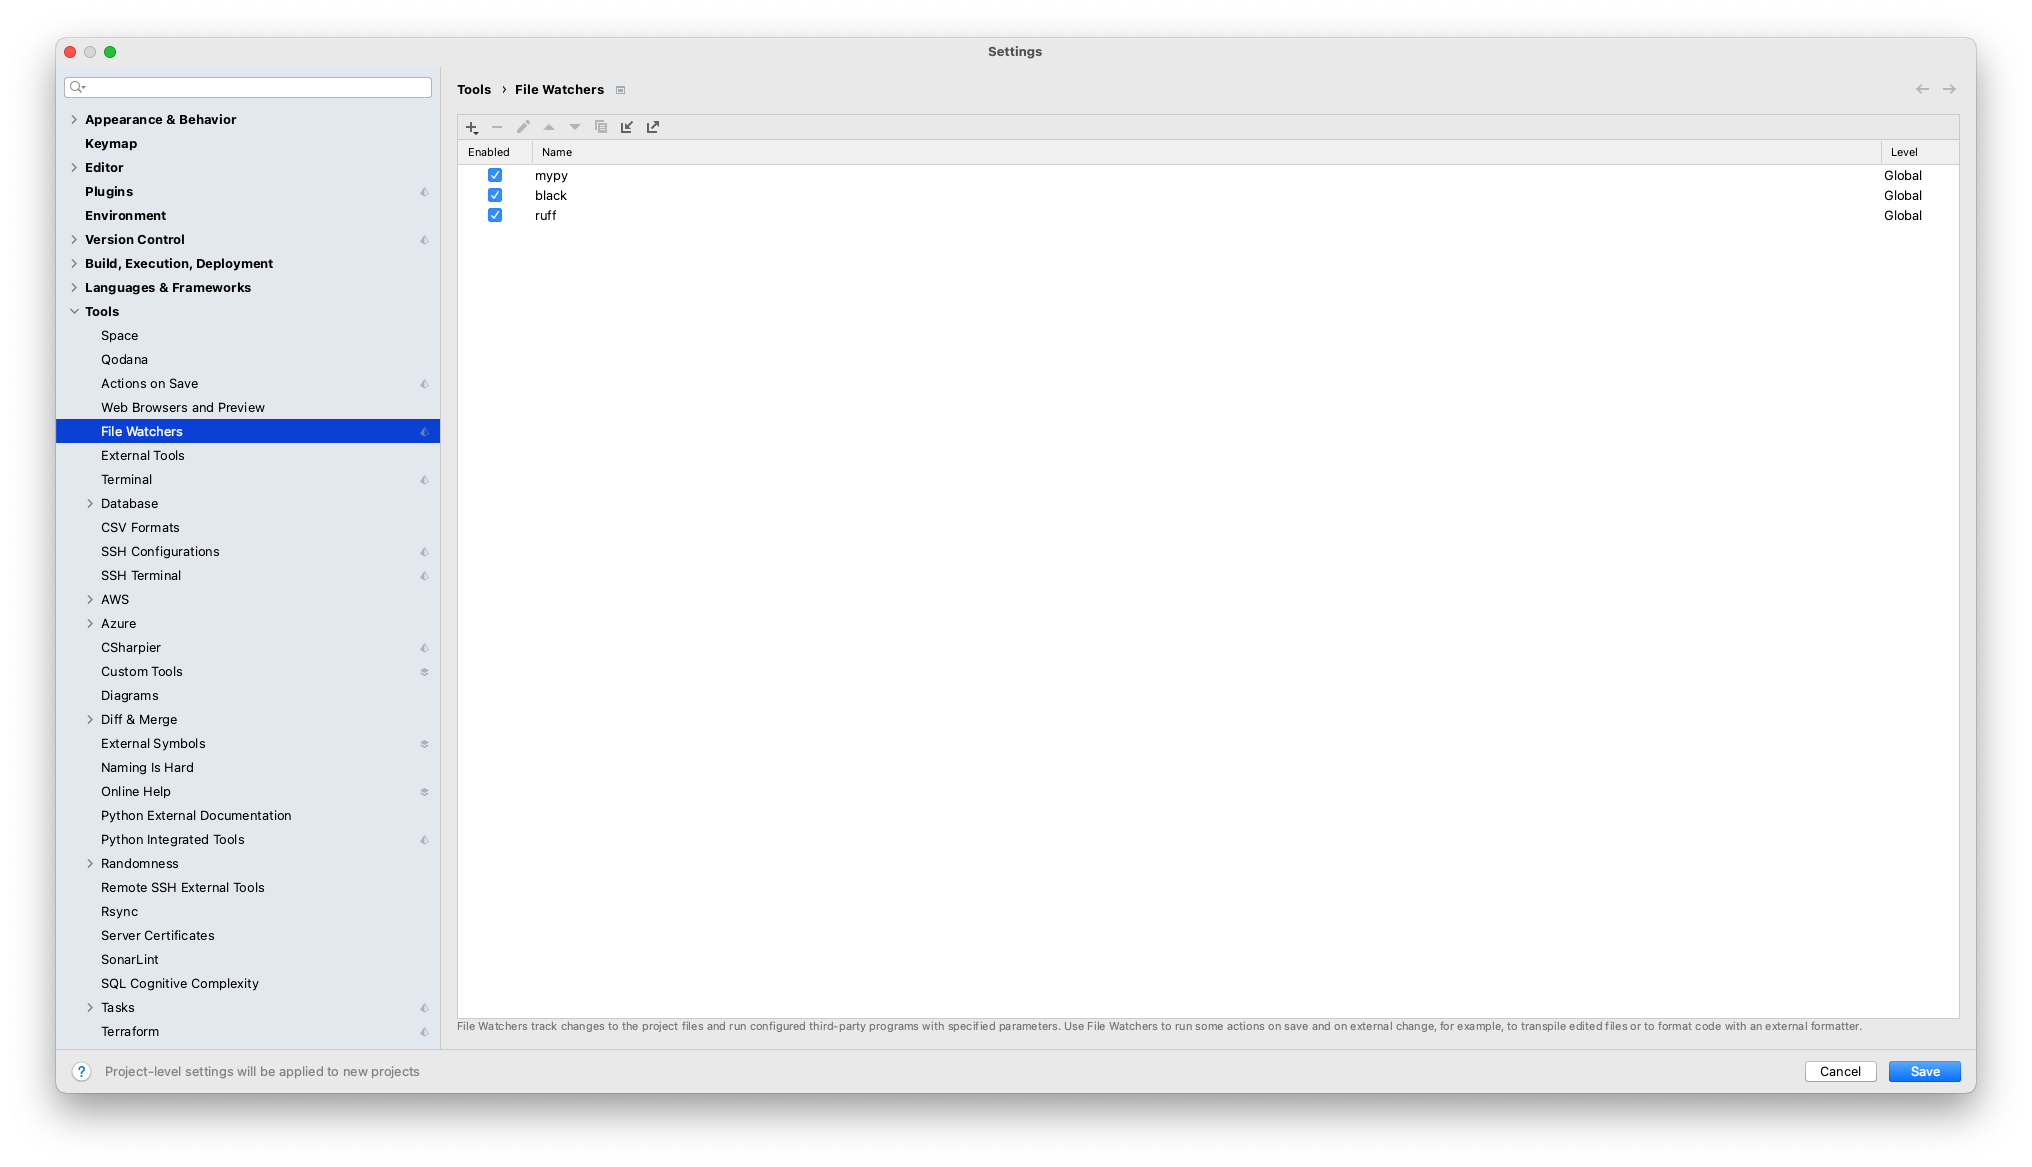 Settings
Tools › File Watchers
Appearance & Behavior
Keymap
Editor
Plugins
Environment
Version Control
Build, Execution, Deployment
Languages & Frameworks
Tools
Space
Qodana
Actions on Save
Web Browsers and Preview
File Watchers
External Tools
Terminal
Database
CSV Formats
SSH Configurations
SSH Terminal
AWS
Azure
CSharpier
Custom Tools
Diagrams
Diff & Merge
External Symbols
Naming Is Hard
Online Help
Python External Documentation
Python Integrated Tools
Randomness
Remote SSH External Tools
Rsync
Server Certificates
SonarLint
SQL Cognitive Complexity
Tasks
Terraform
Enabled Name Level
mypy Global
black Global
ruff Global
File Watchers track changes to the project files and run configured third-party programs with specified parameters. Use File Watchers to run some actions on save and on external change, for example, to transpile edited files or to format code with an external formatter.
? Project-level settings will be applied to new projects
Cancel Save